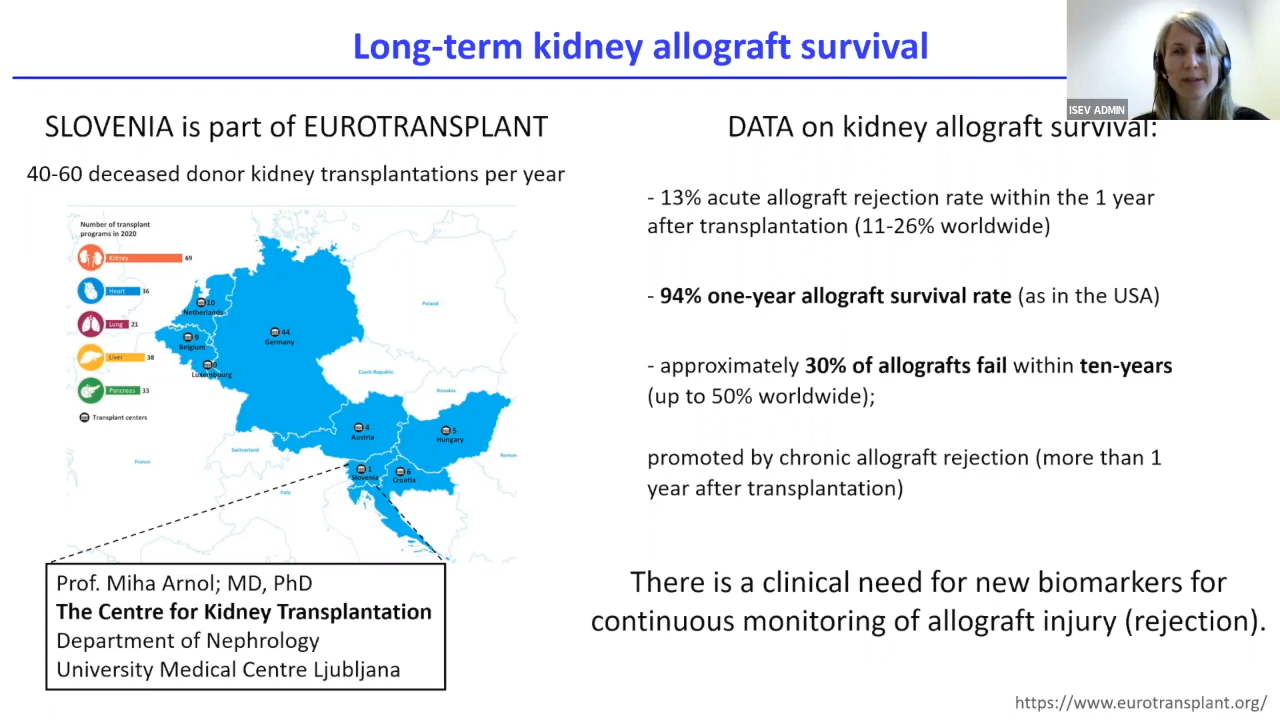 Long-term kidney allograft survival
ISEV ADMIN
SLOVENIA is part of EUROTRANSPLANT
40-60 deceased donor kidney transplantations per year
Number of transplant
programs in 2020
Kidney 69
Heart 36
Lung 21
Liver 38
Pancreas 33
Transplant centers
10
Netherlands
9
Belgium
Luxembourg
44
Germany
Poland
Czech Republic
Slovakia
4
Austria
5
Hungary
Switzerland
France
Italy
1
Slovenia
6
Croatia
Roman
Prof. Miha Arnol; MD, PhD
The Centre for Kidney Transplantation
Department of Nephrology
University Medical Centre Ljubljana
DATA on kidney allograft survival:
- 13% acute allograft rejection rate within the 1 year
after transplantation (11-26% worldwide)
- 94% one-year allograft survival rate (as in the USA)
- approximately 30% of allografts fail within ten-years
(up to 50% worldwide);
promoted by chronic allograft rejection (more than 1
year after transplantation)
There is a clinical need for new biomarkers for
continuous monitoring of allograft injury (rejection).
https://www.eurotransplant.org/